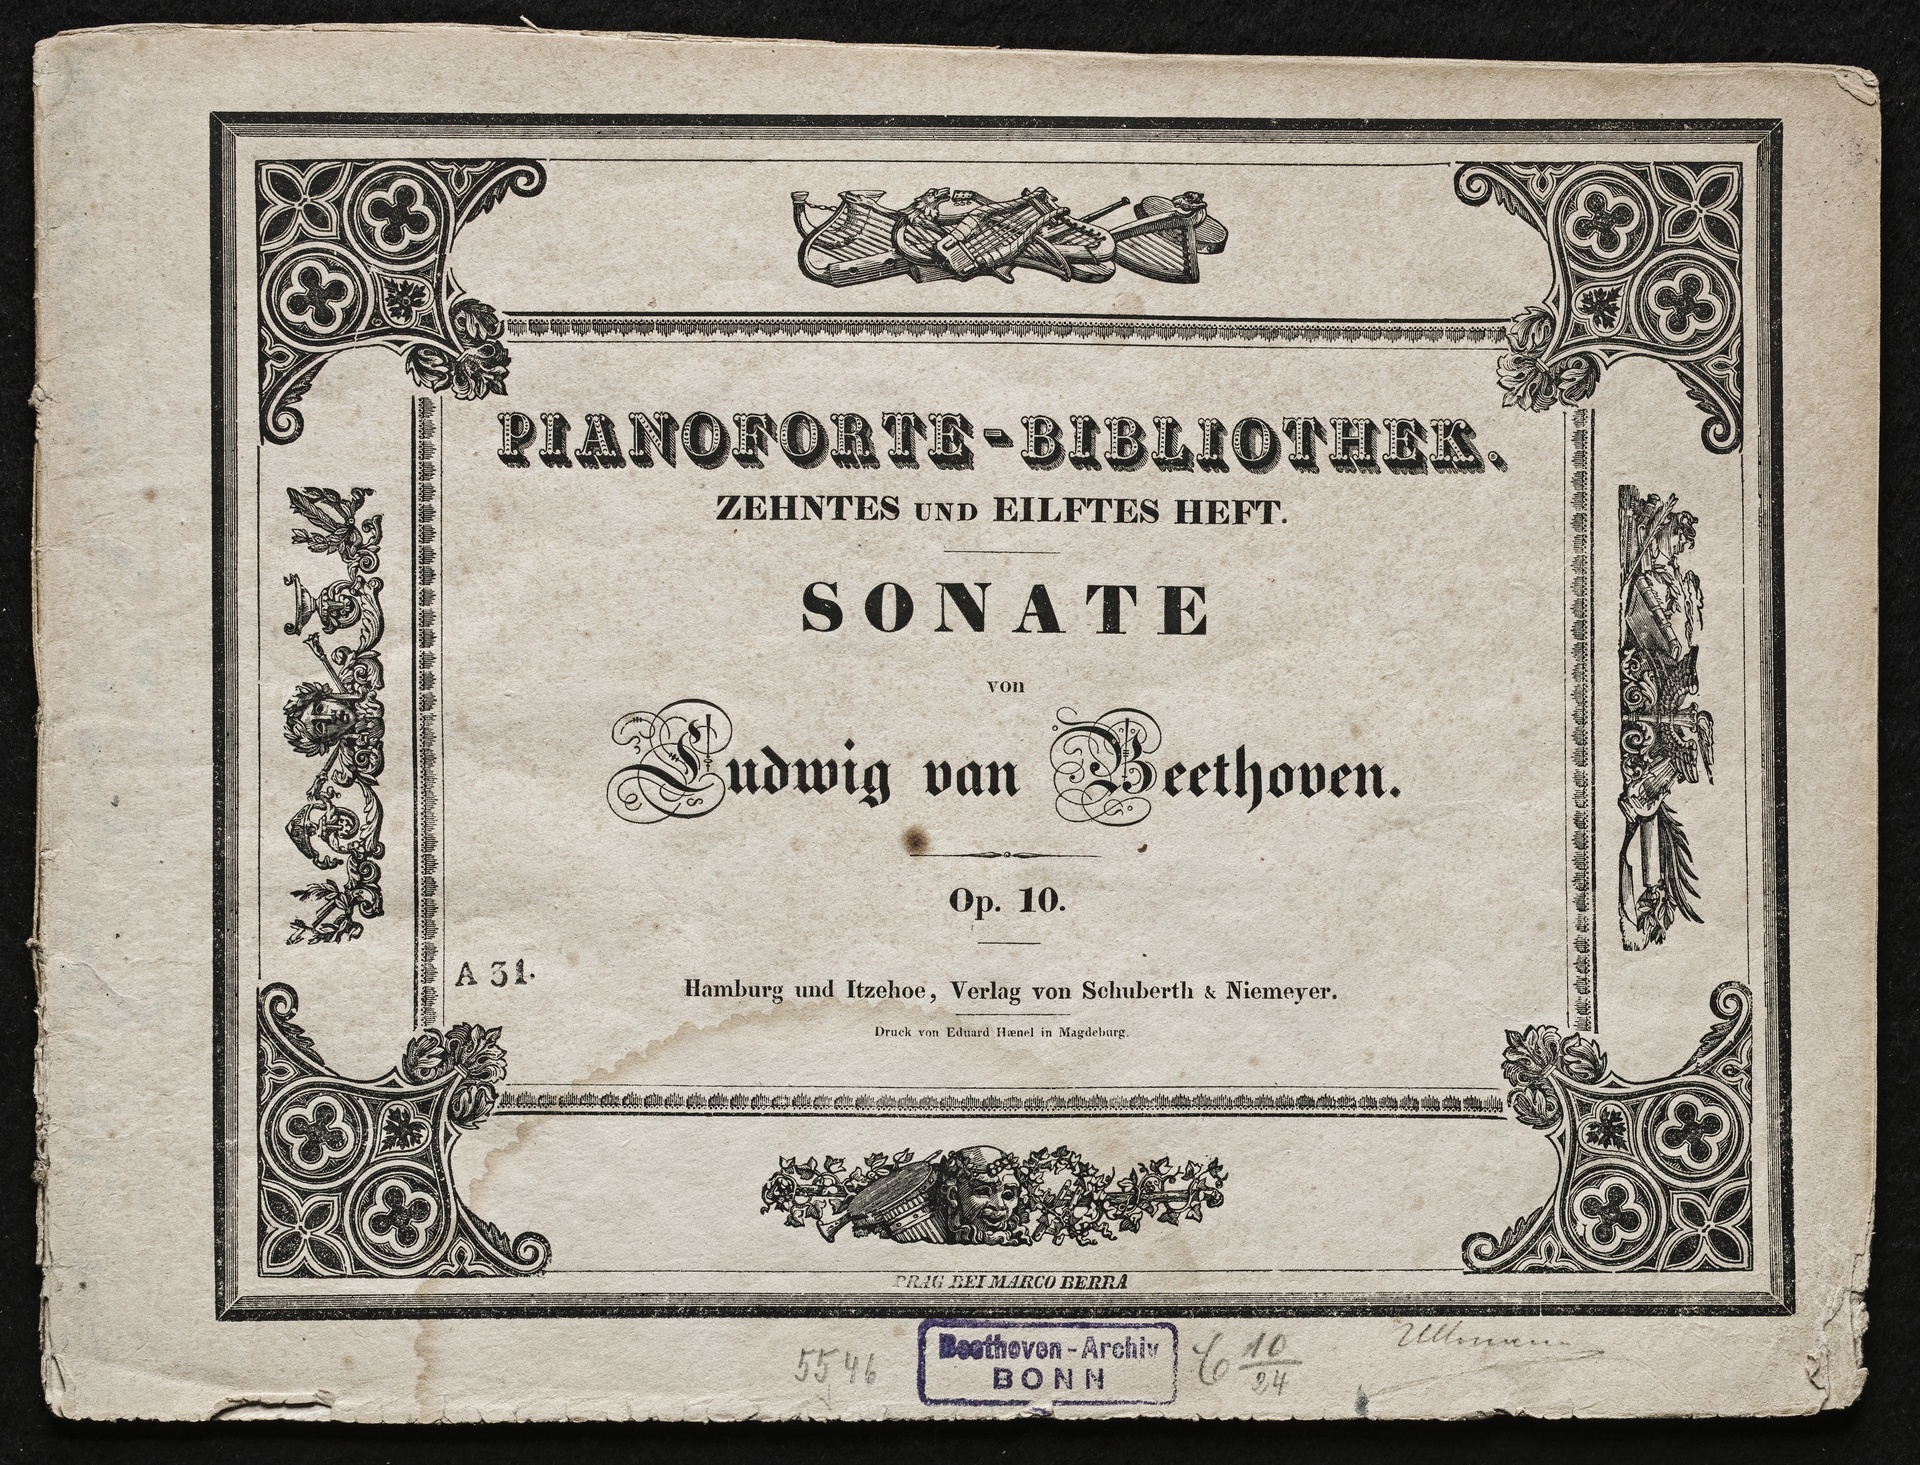 PIANOFORTE-BIBLIOTHEK.
ZEHNTES UND EILFTES HEFT.
SONATE
von
Ludwig van Beethoven.
Op. 10.
A 31.
Hamburg und Itzehoe, Verlag von Schuberth & Niemeyer.
Druck von Eduard Hænel in Magdeburg.
PRAG BEI MARCO BERRA
5546
Beethoven-Archiv
BONN
C 10/24